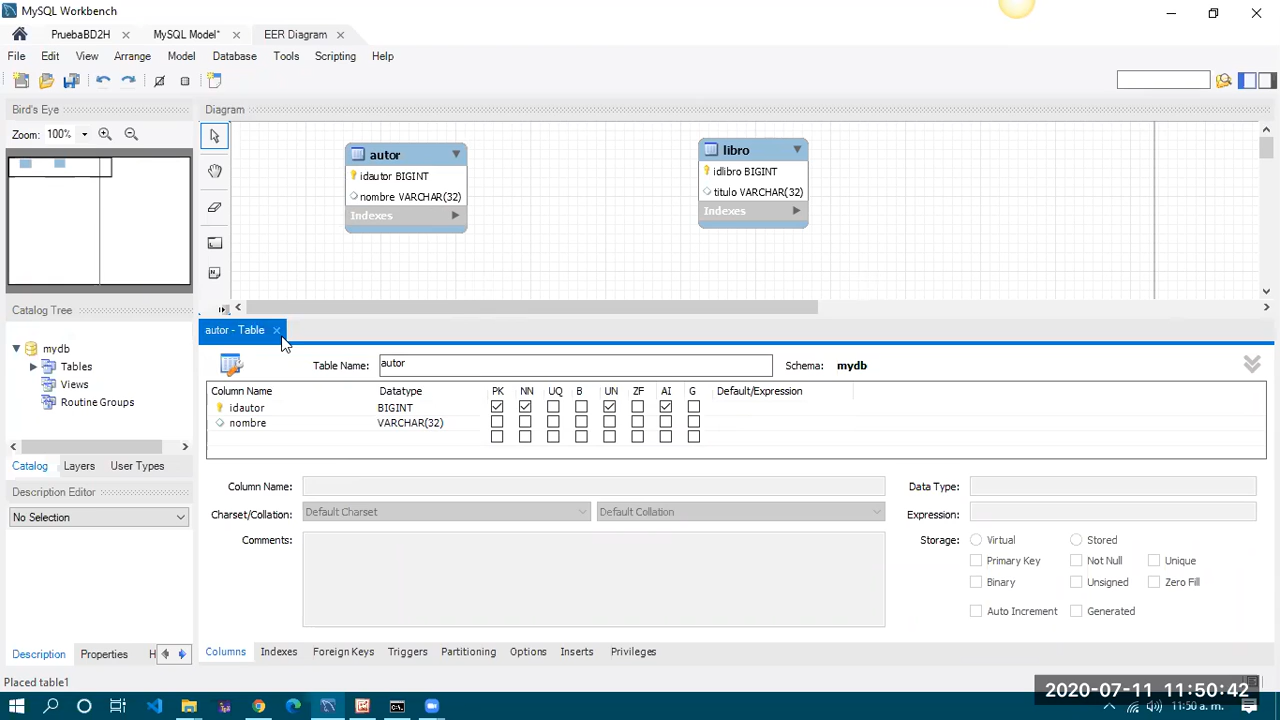 MySQL Workbench
PruebaBD2H
MySQL Model*
EER Diagram
File Edit View Arrange Model Database Tools Scripting Help
Bird's Eye
Diagram
Zoom: 100%
autor
idautor BIGINT
nombre VARCHAR(32)
Indexes
libro
idlibro BIGINT
titulo VARCHAR(32)
Indexes
Catalog Tree
mydb
Tables
Views
Routine Groups
Catalog Layers User Types
Description Editor
No Selection
Description Properties H
autor - Table
Table Name: autor Schema: mydb
Column Name Datatype PK NN UQ B UN ZF AI G Default/Expression
idautor BIGINT
nombre VARCHAR(32)
Column Name: Data Type:
Charset/Collation: Default Charset Default Collation Expression:
Comments: Storage: Virtual Stored
Primary Key Not Null Unique
Binary Unsigned Zero Fill
Auto Increment Generated
Columns Indexes Foreign Keys Triggers Partitioning Options Inserts Privileges
Placed table1
2020-07-11 11:50:42
11:50 a. m.